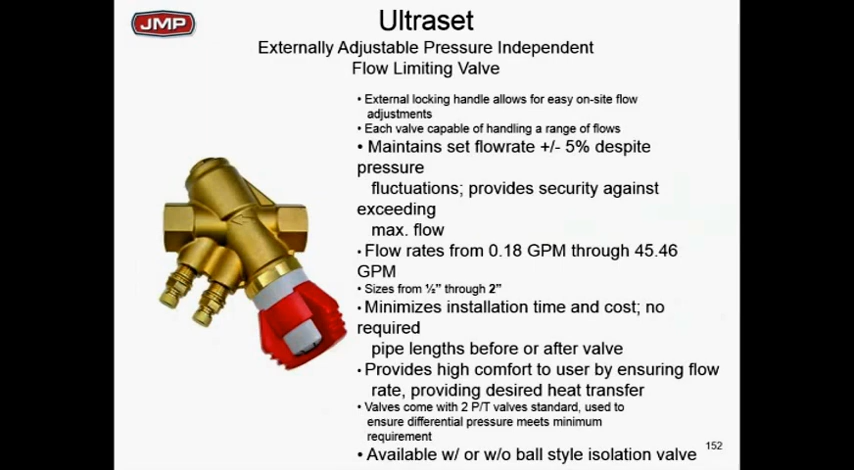 JMP
Ultraset
Externally Adjustable Pressure Independent
Flow Limiting Valve
• External locking handle allows for easy on-site flow
adjustments
• Each valve capable of handling a range of flows
• Maintains set flowrate +/- 5% despite
pressure
fluctuations; provides security against
exceeding
max. flow
• Flow rates from 0.18 GPM through 45.46
GPM
• Sizes from ½” through 2”
• Minimizes installation time and cost; no
required
pipe lengths before or after valve
• Provides high comfort to user by ensuring flow
rate, providing desired heat transfer
• Valves come with 2 P/T valves standard, used to
ensure differential pressure meets minimum
requirement
• Available w/ or w/o ball style isolation valve
152